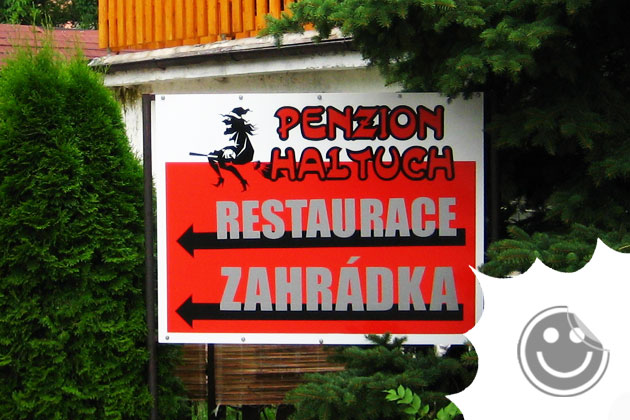 PENZION
HALTUCH
RESTAURACE
ZAHRÁDKA